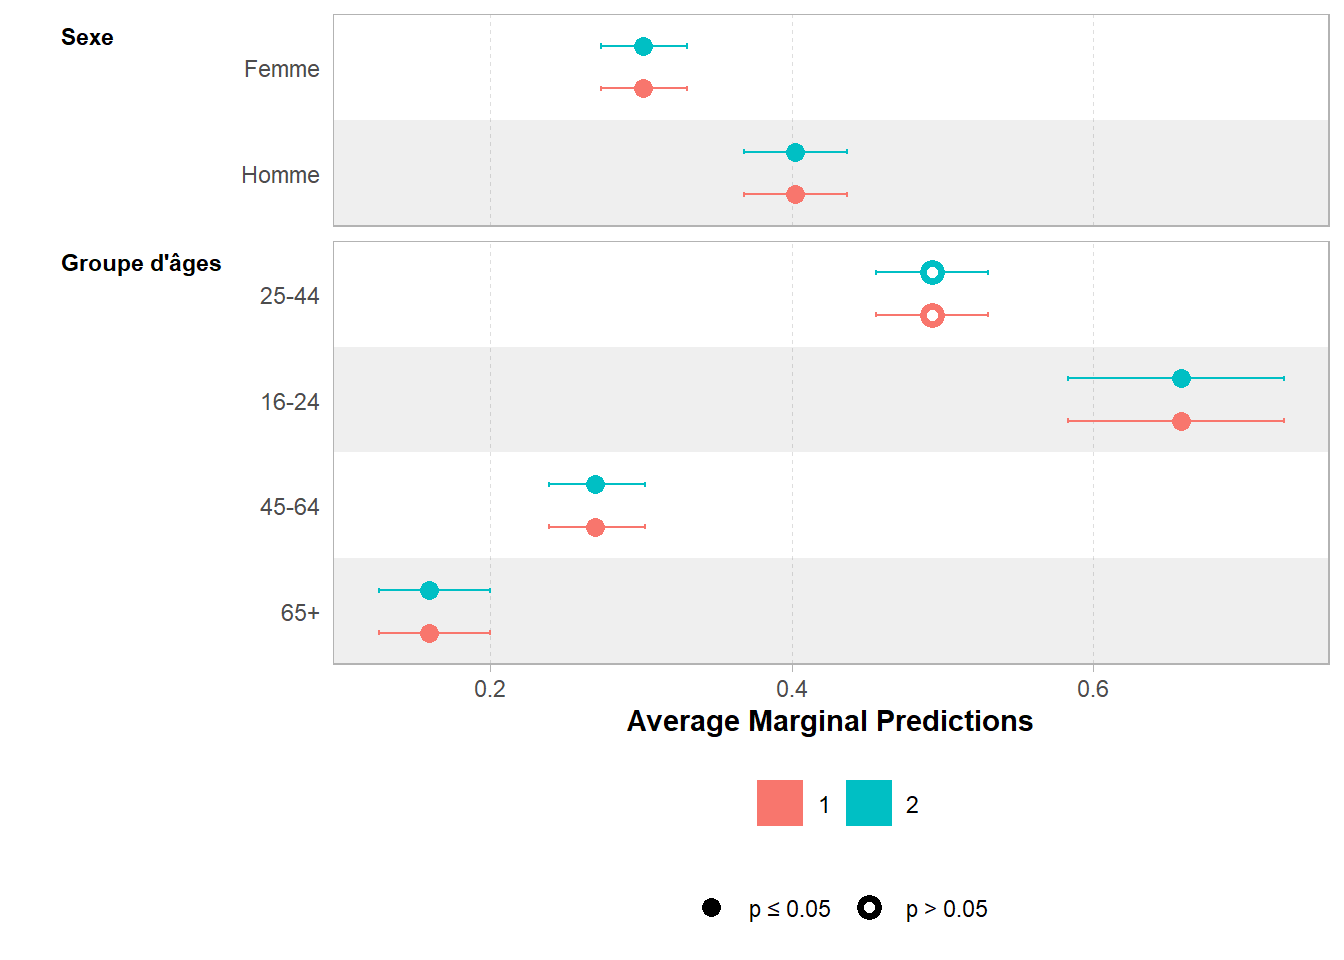 Sexe
Femme
Homme
Groupe d'âges
25-44
16-24
45-64
65+
0.2 0.4 0.6
Average Marginal Predictions
1 2
p ≤ 0.05 p > 0.05